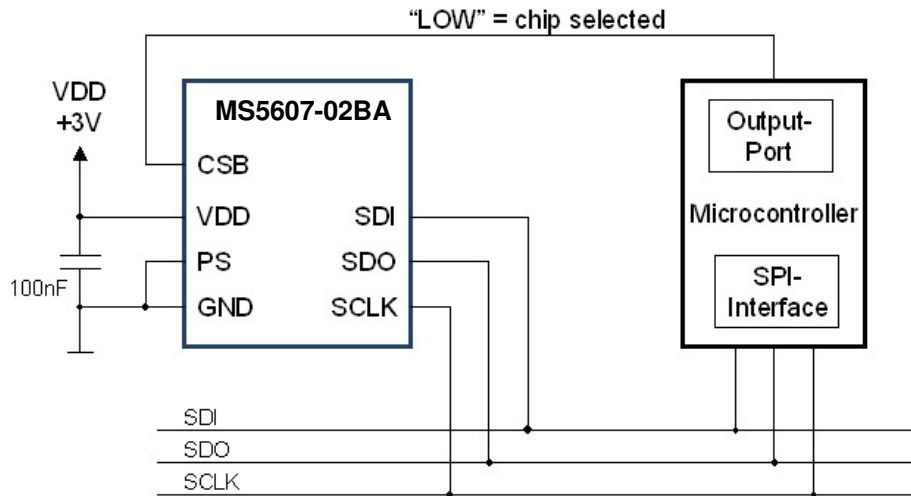 “LOW” = chip selected
VDD
+3V
MS5607-02BA
CSB
VDD
PS
GND
SDI
SDO
SCLK
100nF
Output-
Port
Microcontroller
SPI-
Interface
SDI
SDO
SCLK